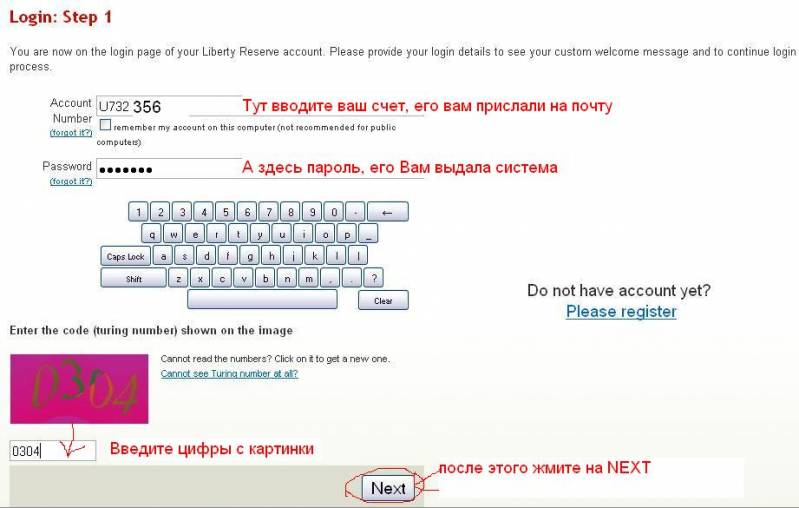 Login: Step 1
You are now on the login page of your Liberty Reserve account. Please provide your login details to see your custom welcome message and to continue login
process.
Account Number U732 356 Тут вводите ваш счет, его вам прислали на почту
(forgot it?) remember my account on this computer (not recommended for public
computers)
Password ••••••• А здесь пароль, его Вам выдала система
(forgot it?)
1 2 3 4 5 6 7 8 9 0 - ←
q w e r t y u i o p _
Caps Lock a s d f g h j k l l
Shift z x c v b n m , . ?
Clear
Do not have account yet?
Please register
Enter the code (turing number) shown on the image
0304
Cannot read the numbers? Click on it to get a new one.
Cannot see Turing number at all?
0304 Введите цифры с картинки
Next после этого жмите на NEXT